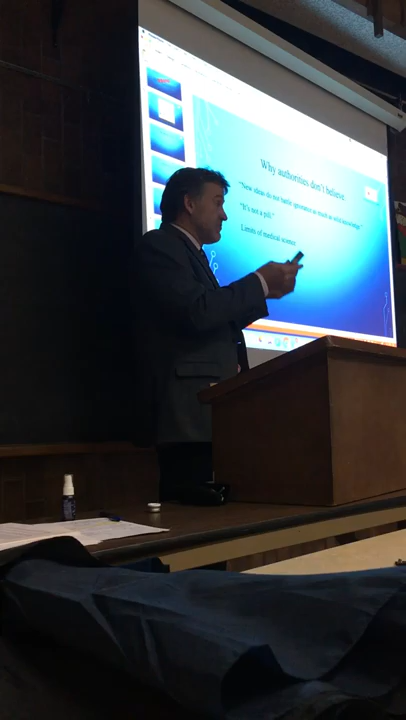 Why authorities don't believe
"New ideas do not battle ignorance as much as solid knowledge"
"It's not a pill."
Limits of medical science